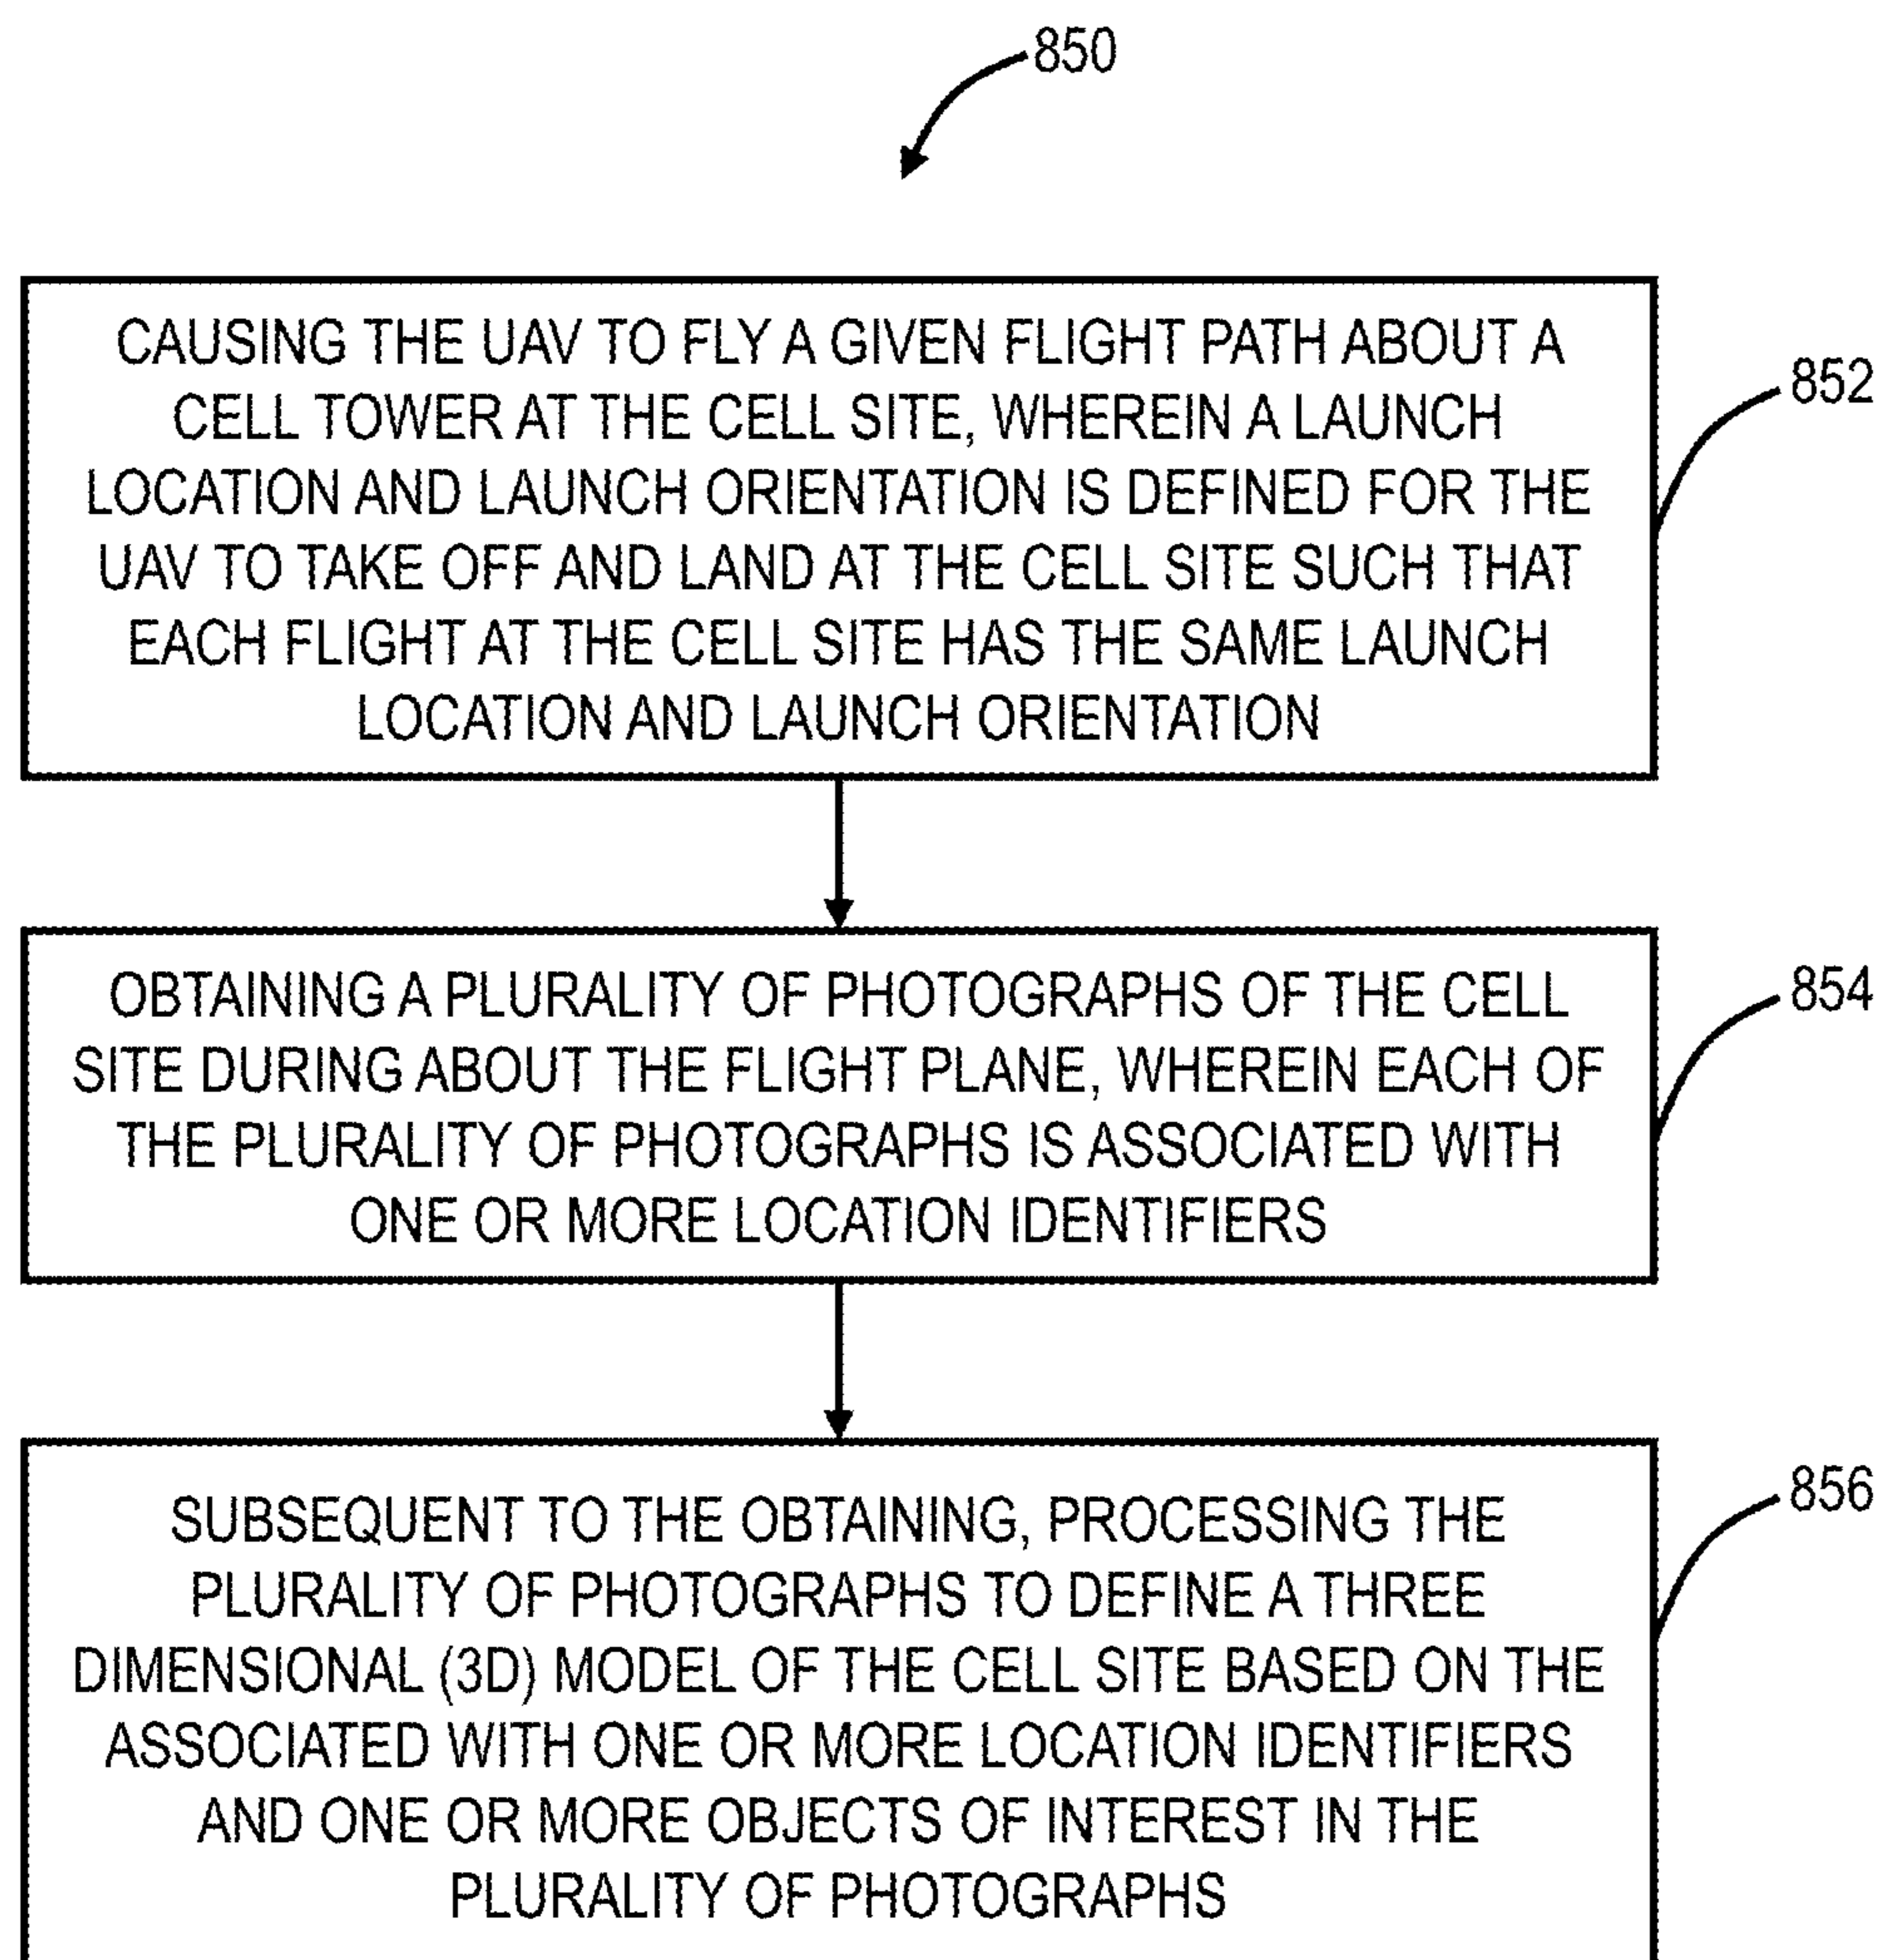 850
CAUSING THE UAV TO FLY A GIVEN FLIGHT PATH ABOUT A
CELL TOWER AT THE CELL SITE, WHEREIN A LAUNCH
LOCATION AND LAUNCH ORIENTATION IS DEFINED FOR THE
UAV TO TAKE OFF AND LAND AT THE CELL SITE SUCH THAT
EACH FLIGHT AT THE CELL SITE HAS THE SAME LAUNCH
LOCATION AND LAUNCH ORIENTATION
852
OBTAINING A PLURALITY OF PHOTOGRAPHS OF THE CELL
SITE DURING ABOUT THE FLIGHT PLANE, WHEREIN EACH OF
THE PLURALITY OF PHOTOGRAPHS IS ASSOCIATED WITH
ONE OR MORE LOCATION IDENTIFIERS
854
SUBSEQUENT TO THE OBTAINING, PROCESSING THE
PLURALITY OF PHOTOGRAPHS TO DEFINE A THREE
DIMENSIONAL (3D) MODEL OF THE CELL SITE BASED ON THE
ASSOCIATED WITH ONE OR MORE LOCATION IDENTIFIERS
AND ONE OR MORE OBJECTS OF INTEREST IN THE
PLURALITY OF PHOTOGRAPHS
856